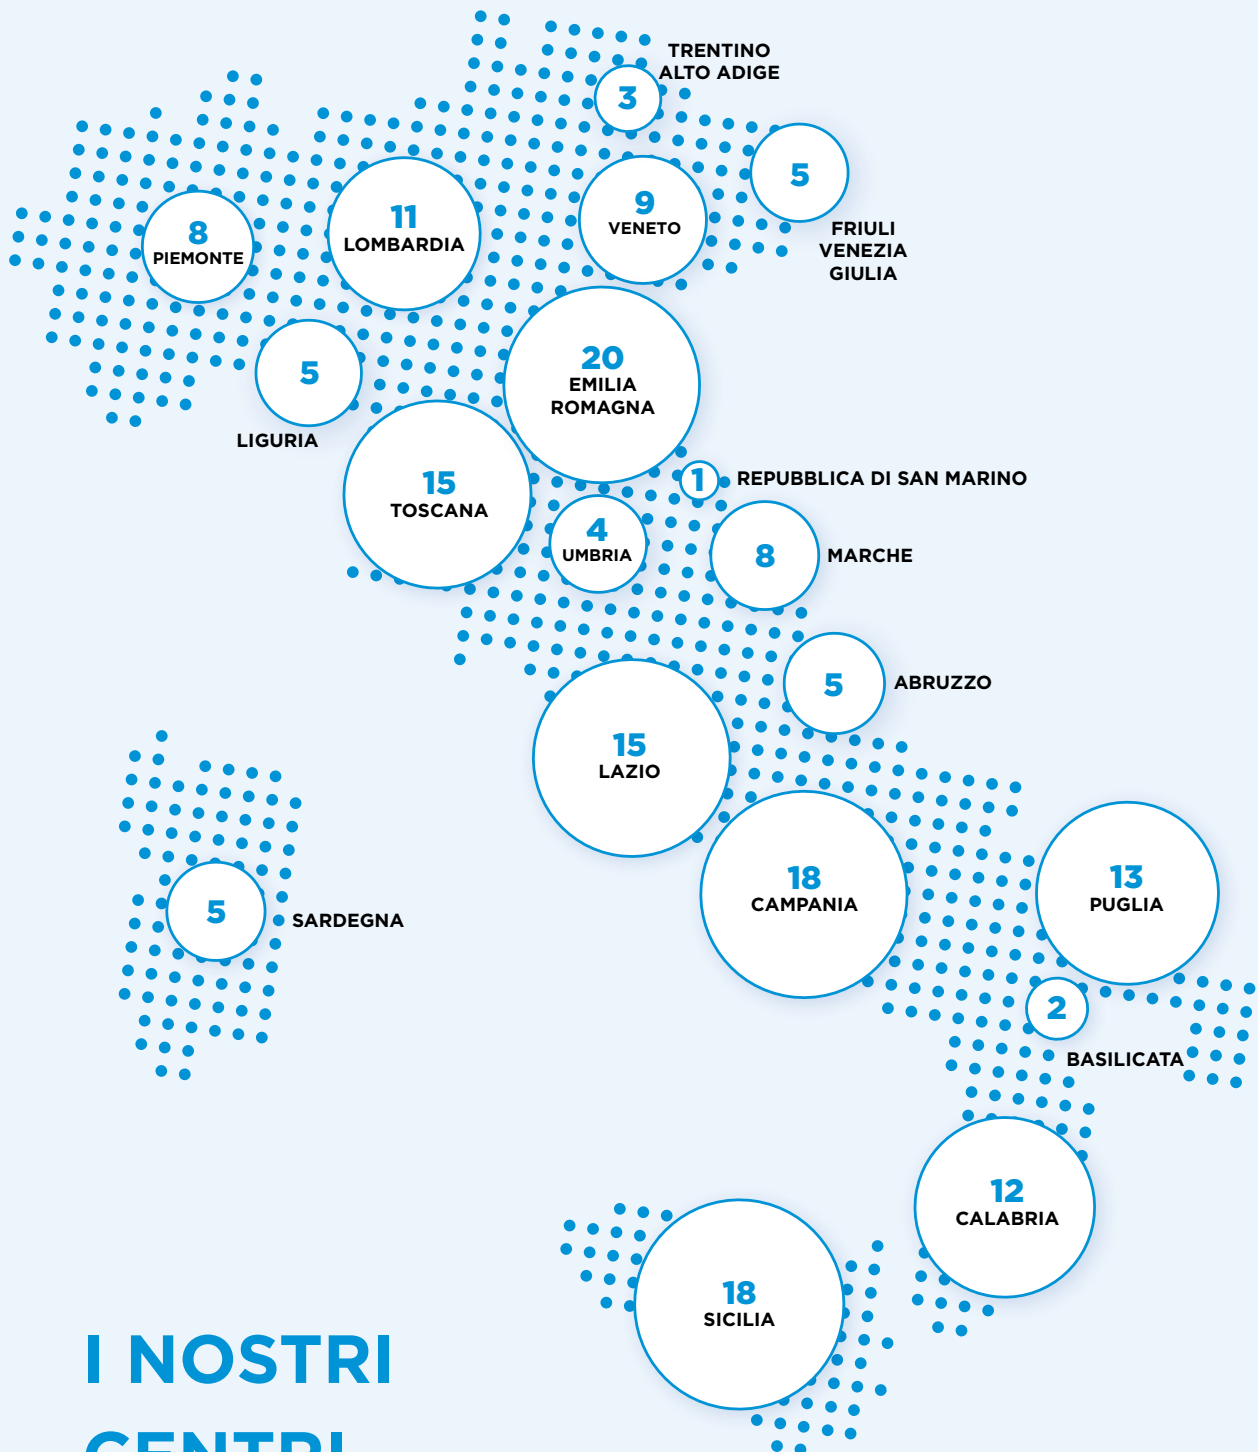 TRENTINO
ALTO ADIGE
3
5
FRIULI
VENEZIA
GIULIA
9
VENETO
11
LOMBARDIA
8
PIEMONTE
5
LIGURIA
20
EMILIA
ROMAGNA
15
TOSCANA
1
REPUBBLICA DI SAN MARINO
4
UMBRIA
8
MARCHE
5
ABRUZZO
15
LAZIO
18
CAMPANIA
13
PUGLIA
5
SARDEGNA
2
BASILICATA
12
CALABRIA
18
SICILIA
I NOSTRI
CENTRI